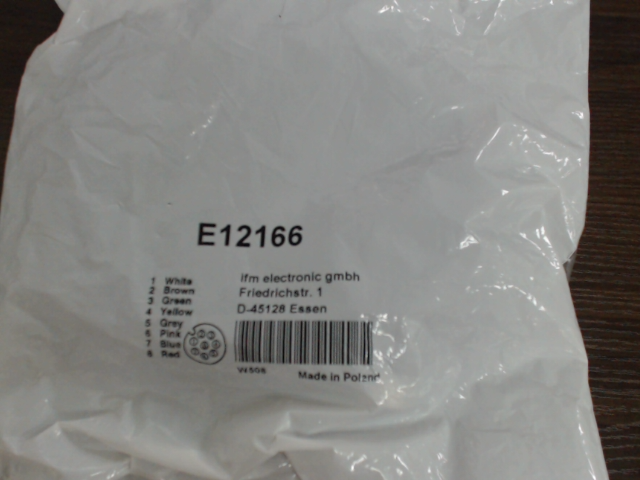 E12166
1 White
2 Brown
3 Green
4 Yellow
5 Grey
6 Pink
7 Blue
8 Red
ifm electronic gmbh
Friedrichstr. 1
D-45128 Essen
Made in Poland